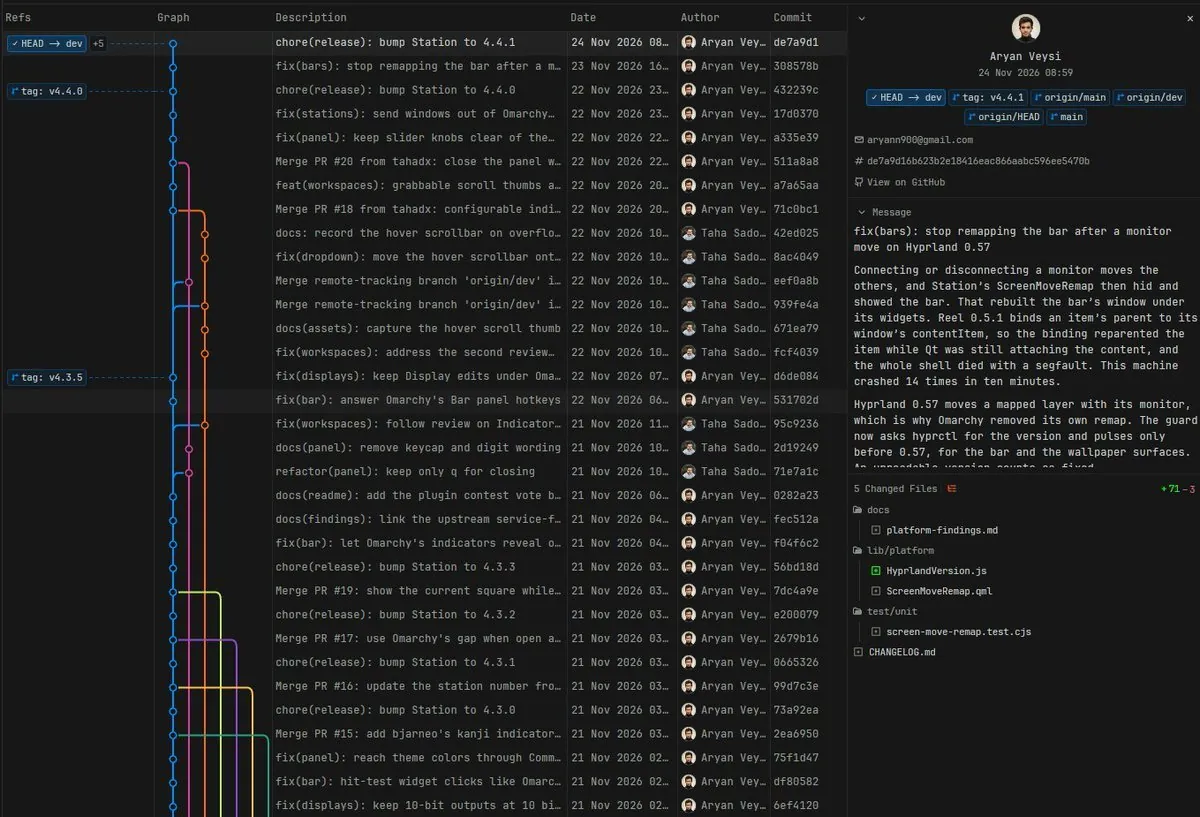 Refs Graph Description Date Author Commit
✓ HEAD → dev +5 chore(release): bump Station to 4.4.1 24 Nov 2026 08… Aryan Vey… de7a9d1
fix(bars): stop remapping the bar after a m… 23 Nov 2026 16… Aryan Vey… 308578b
tag: v4.4.0 chore(release): bump Station to 4.4.0 22 Nov 2026 23… Aryan Vey… 432239c
fix(stations): send windows out of Omarchy… 22 Nov 2026 23… Aryan Vey… 17d0370
fix(panel): keep slider knobs clear of the… 22 Nov 2026 22… Aryan Vey… a335e39
Merge PR #20 from tahadx: close the panel w… 22 Nov 2026 22… Aryan Vey… 511a8a8
feat(workspaces): grabbable scroll thumbs a… 22 Nov 2026 20… Aryan Vey… a7a65aa
Merge PR #18 from tahadx: configurable indi… 22 Nov 2026 20… Aryan Vey… 71c0bc1
docs: record the hover scrollbar on overflo… 22 Nov 2026 10… Taha Sado… 42ed025
fix(dropdown): move the hover scrollbar ont… 22 Nov 2026 10… Taha Sado… 8ac4049
Merge remote-tracking branch 'origin/dev' i… 22 Nov 2026 10… Taha Sado… eef0a8b
Merge remote-tracking branch 'origin/dev' i… 22 Nov 2026 10… Taha Sado… 939fe4a
docs(assets): capture the hover scroll thumb 22 Nov 2026 10… Taha Sado… 671ea79
fix(workspaces): address the second review… 22 Nov 2026 10… Taha Sado… fcf4039
tag: v4.3.5 fix(displays): keep Display edits under Oma… 22 Nov 2026 07… Aryan Vey… d6de084
fix(bar): answer Omarchy's Bar panel hotkeys 22 Nov 2026 06… Aryan Vey… 531702d
fix(workspaces): follow review on Indicator… 21 Nov 2026 11… Taha Sado… 95c9236
docs(panel): remove keycap and digit wording 21 Nov 2026 10… Taha Sado… 2d19249
refactor(panel): keep only q for closing 21 Nov 2026 10… Taha Sado… 71e7a1c
docs(readme): add the plugin contest vote b… 21 Nov 2026 06… Aryan Vey… 0282a23
docs(findings): link the upstream service-f… 21 Nov 2026 04… Aryan Vey… fec512a
fix(bar): let Omarchy's indicators reveal o… 21 Nov 2026 04… Aryan Vey… f04f6c2
chore(release): bump Station to 4.3.3 21 Nov 2026 03… Aryan Vey… 56bd18d
Merge PR #19: show the current square while… 21 Nov 2026 03… Aryan Vey… 7dc4a9e
chore(release): bump Station to 4.3.2 21 Nov 2026 03… Aryan Vey… e200079
Merge PR #17: use Omarchy's gap when open a… 21 Nov 2026 03… Aryan Vey… 2679b16
chore(release): bump Station to 4.3.1 21 Nov 2026 03… Aryan Vey… 0665326
Merge PR #16: update the station number fro… 21 Nov 2026 03… Aryan Vey… 99d7c3e
chore(release): bump Station to 4.3.0 21 Nov 2026 03… Aryan Vey… 73a92ea
Merge PR #15: add bjarneo's kanji indicator… 21 Nov 2026 03… Aryan Vey… 2ea6950
fix(panel): reach theme colors through Comm… 21 Nov 2026 02… Aryan Vey… 75f1d47
fix(bar): hit-test widget clicks like Omarc… 21 Nov 2026 02… Aryan Vey… df80582
fix(displays): keep 10-bit outputs at 10 bi… 21 Nov 2026 02… Aryan Vey… 6ef4120
Aryan Veysi
24 Nov 2026 08:59
✓ HEAD → dev tag: v4.4.1 origin/main origin/dev
origin/HEAD main
aryann900@gmail.com
# de7a9d16b623b2e18416eac866aabc596ee5470b
View on GitHub
Message
fix(bars): stop remapping the bar after a monitor
move on Hyprland 0.57
Connecting or disconnecting a monitor moves the
others, and Station's ScreenMoveRemap then hid and
showed the bar. That rebuilt the bar's window under
its widgets. Reel 0.5.1 binds an item's parent to its
window's contentItem, so the binding reparented the
item while Qt was still attaching the content, and
the whole shell died with a segfault. This machine
crashed 14 times in ten minutes.
Hyprland 0.57 moves a mapped layer with its monitor,
which is why Omarchy removed its own remap. The guard
now asks hyprctl for the version and pulses only
before 0.57, for the bar and the wallpaper surfaces.
An unreadable version counts as fixed.
5 Changed Files +71 −3
docs
platform-findings.md
lib/platform
HyprlandVersion.js
ScreenMoveRemap.qml
test/unit
screen-move-remap.test.cjs
CHANGELOG.md